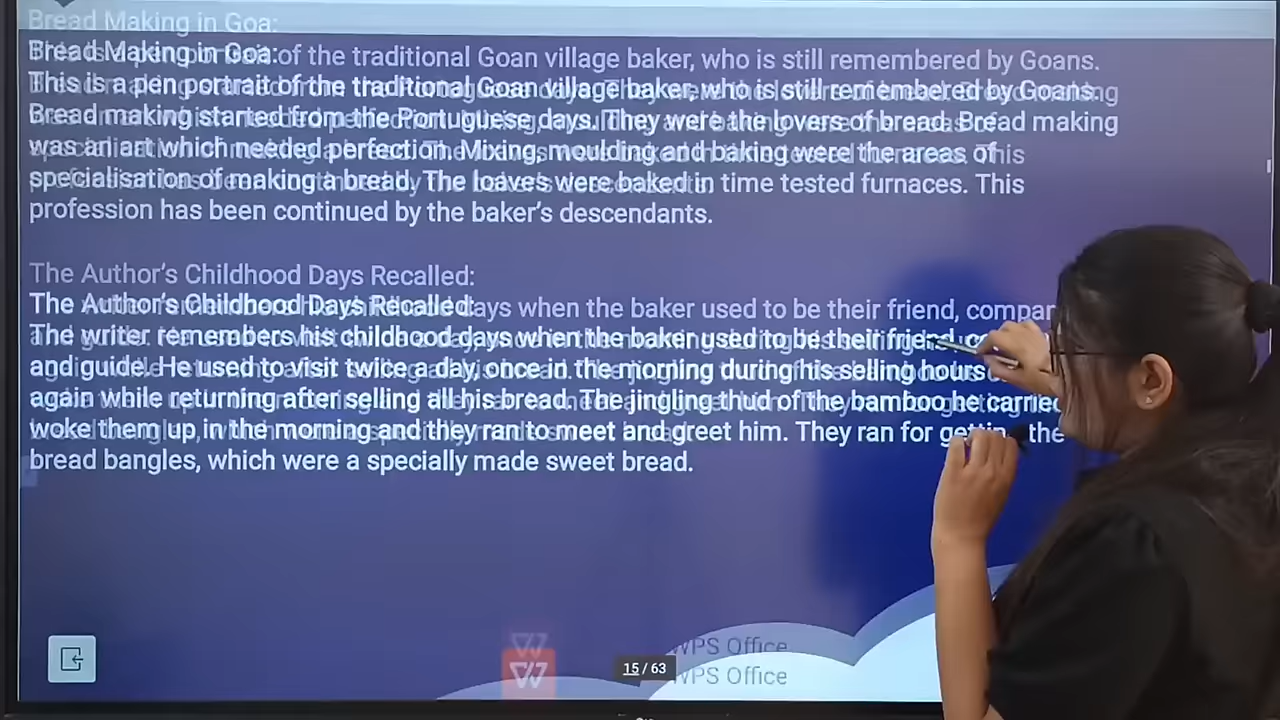 Bread Making in Goa:
This is a pen portrait of the traditional Goan village baker, who is still remembered by Goans.
Bread making started from the Portuguese days. They were the lovers of bread. Bread making
was an art which needed perfection. Mixing, moulding and baking were the areas of
specialisation of making a bread. The loaves were baked in time tested furnaces. This
profession has been continued by the baker's descendants.
The Author's Childhood Days Recalled:
The writer remembers his childhood days when the baker used to be their friend,
and guide. He used to visit twice a day, once in the morning during his selling hours
again while returning after selling all his bread. The jingling thud of the bamboo he carried
woke them up in the morning and they ran to meet and greet him. They ran for the
bread bangles, which were a specially made sweet bread.
15 / 63
WPS Office